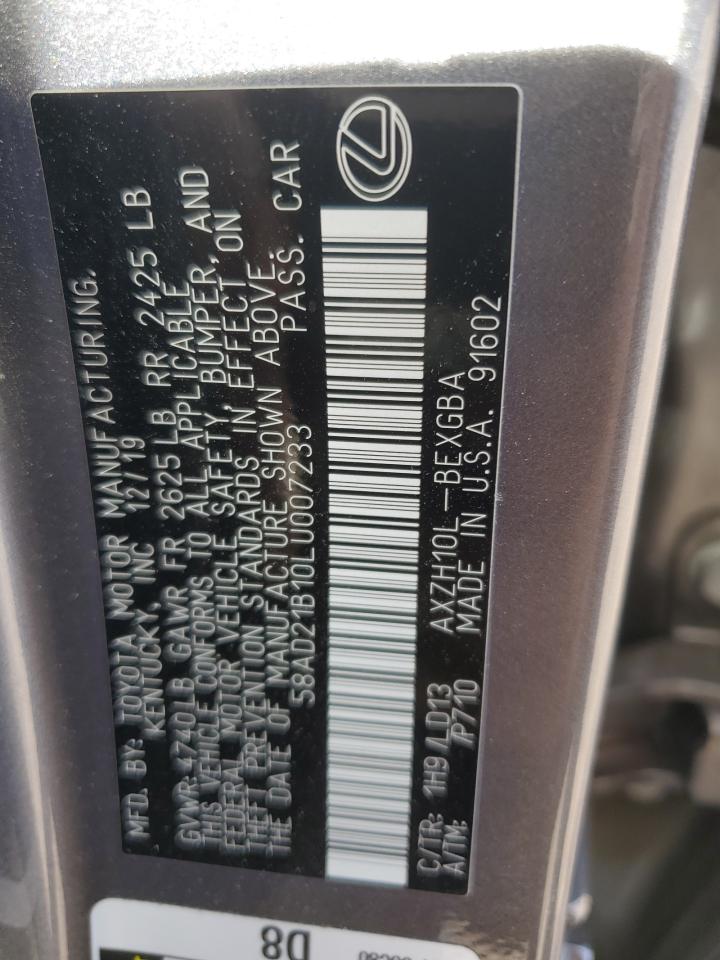 MFD. BY: TOYOTA MOTOR MANUFACTURING.
KENTUCKY, INC 12/19
GVWR 4740 LB GAWR FR 2625 LB RR 2425 LB
THIS VEHICLE CONFORMS TO ALL APPLICABLE
FEDERAL MOTOR VEHICLE SAFETY, BUMPER, AND
THEFT PREVENTION STANDARDS IN EFFECT ON
THE DATE OF MANUFACTURE SHOWN ABOVE.
58AD21B10LU007233 PASS. CAR
C/TR: 1H9 /LD13 AXZH10L-BEXGBA
A/TM: /P710 MADE IN U.S.A. 91602
D8